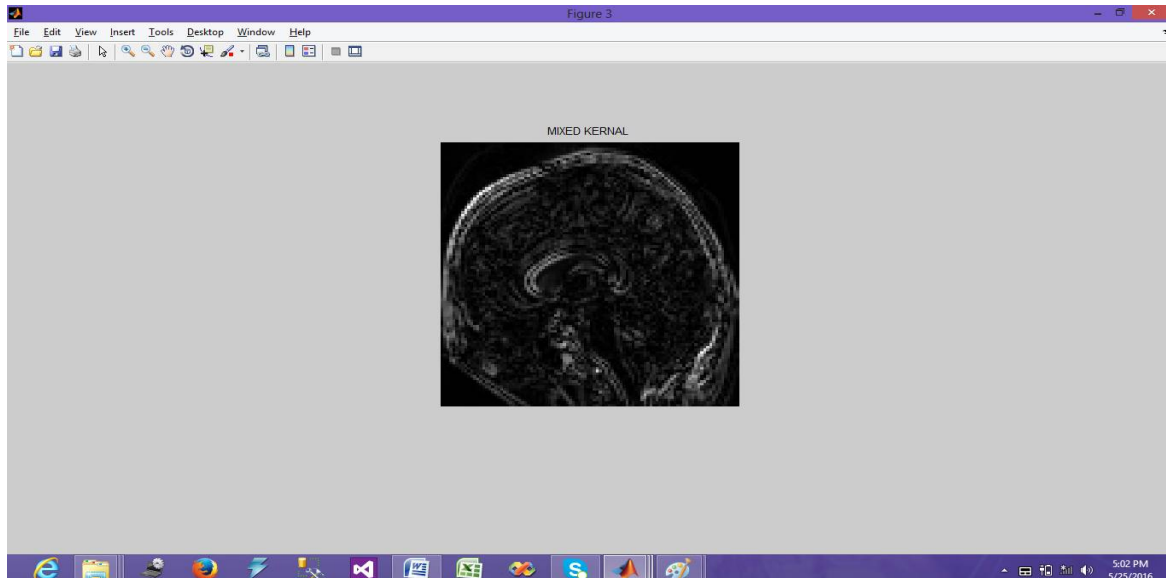 Figure 3
File Edit View Insert Tools Desktop Window Help
MIXED KERNAL
5:02 PM
5/25/2016